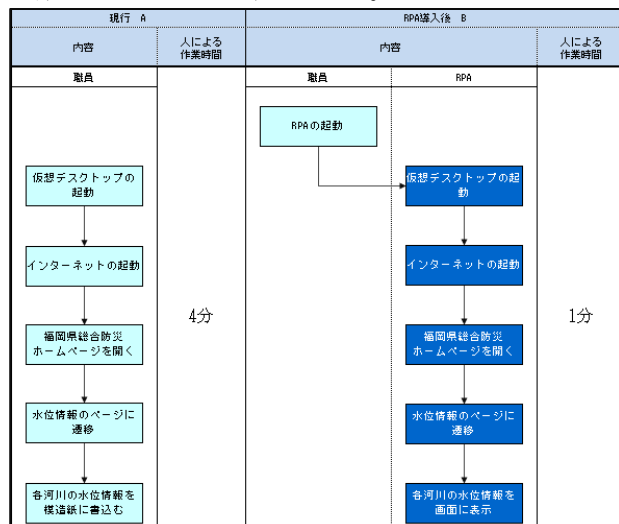 現行 A
RPA導入後 B
内容
人による
作業時間
内容
人による
作業時間
職員
職員
RPA
RPAの起動
仮想デスクトップの
起動
仮想デスクトップの起
動
インターネットの起動
インターネットの起動
4分
1分
福岡県総合防災
ホームページを開く
福岡県総合防災
ホームページを開く
水位情報のページに
遷移
水位情報のページに
遷移
各河川の水位情報を
模造紙に書込む
各河川の水位情報を
画面に表示